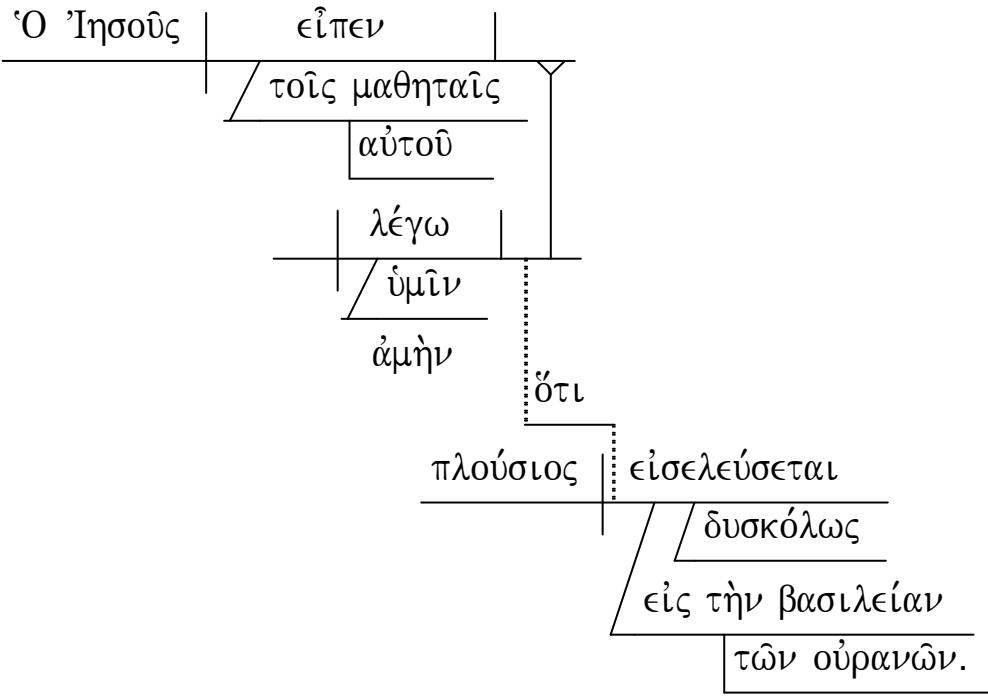 Ὁ Ἰησοῦς εἶπεν
τοῖς μαθηταῖς
αὐτοῦ
λέγω
ὑμῖν
ἀμὴν
ὅτι
πλούσιος εἰσελεύσεται
δυσκόλως
εἰς τὴν βασιλείαν
τῶν οὐρανῶν.